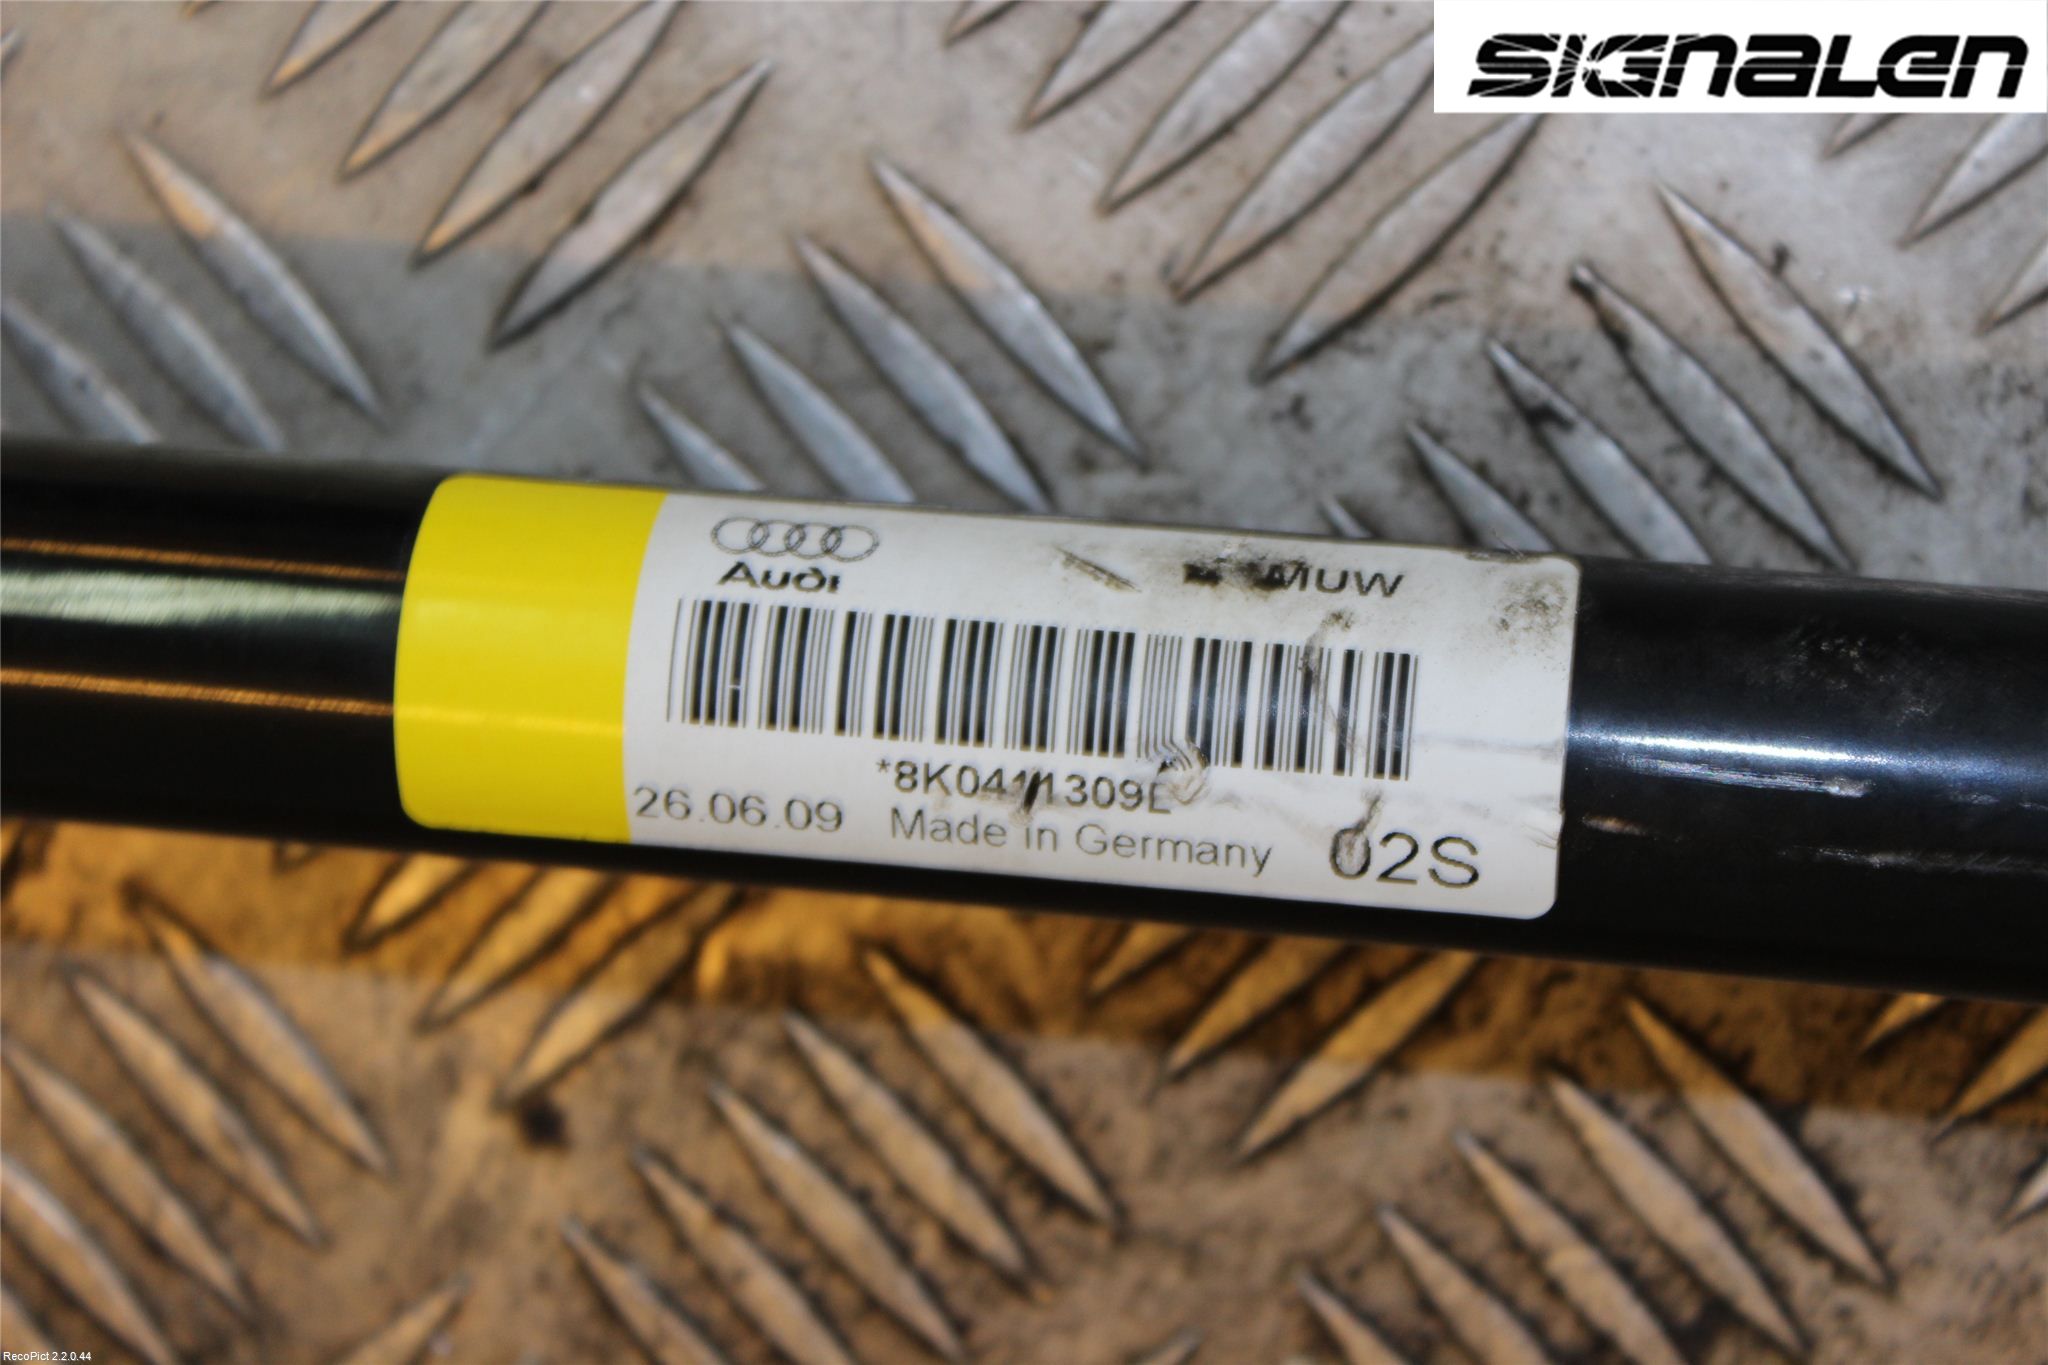 SIGNALEN
Audi
MUW
*8K0411309E
26.06.09
Made in Germany
02S
RecoPict 2.2.0.44